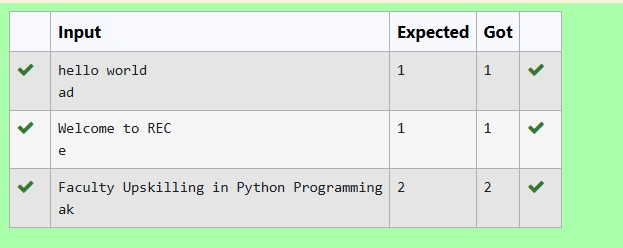 Input Expected Got
hello world 1 1
ad
Welcome to REC 1 1
e
Faculty Upskilling in Python Programming 2 2
ak